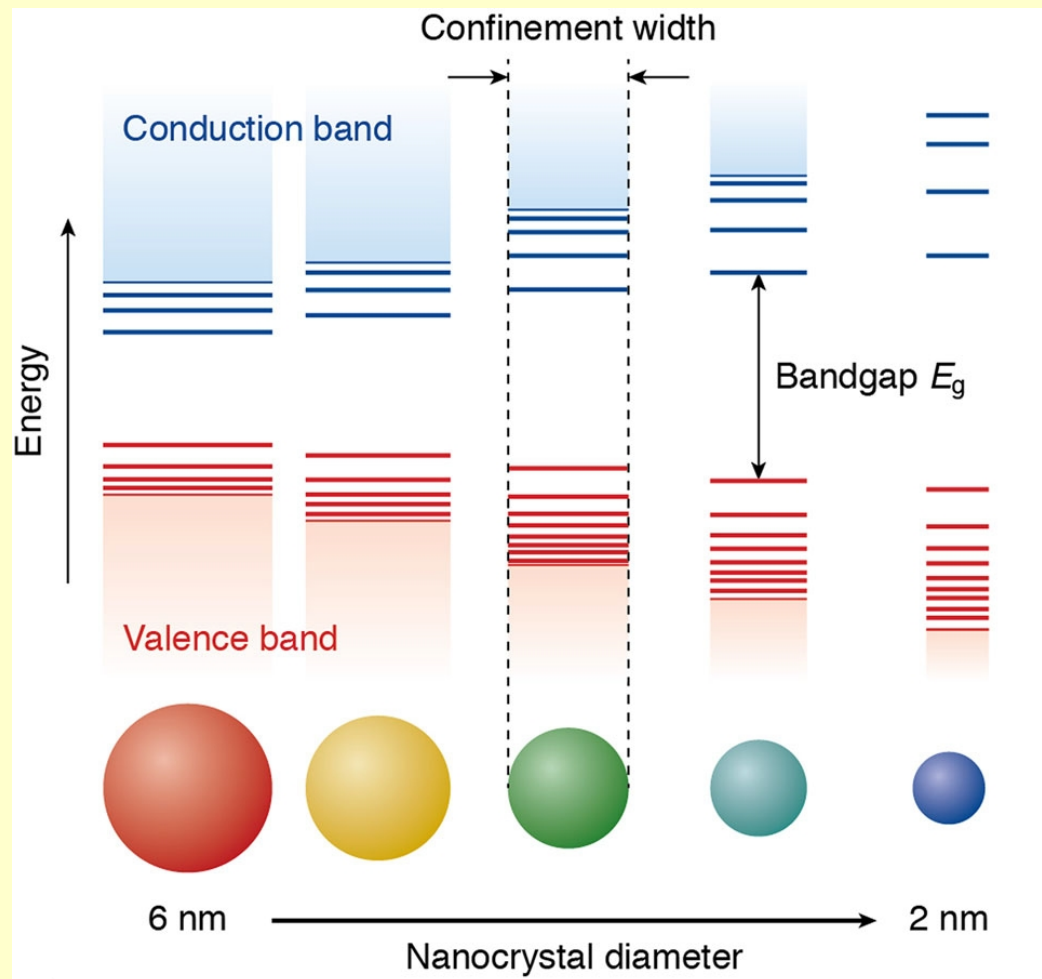 Confinement width
Conduction band
Energy
Bandgap Eg
Valence band
6 nm
2 nm
Nanocrystal diameter